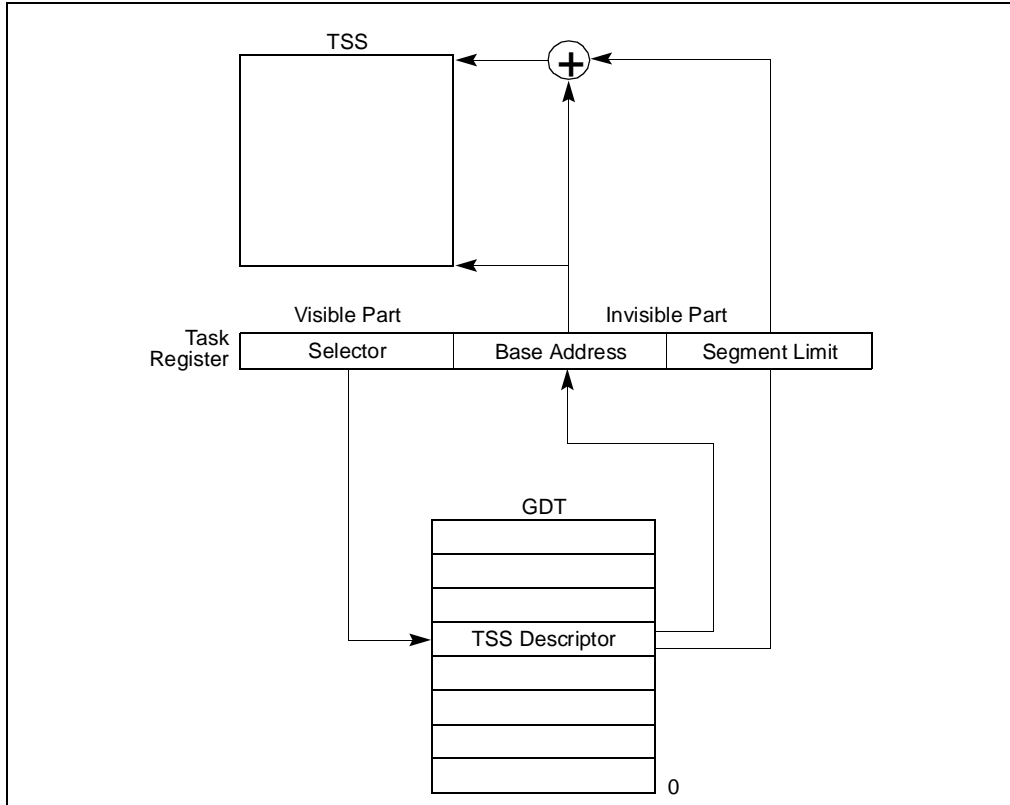 TSS
+
Visible Part
Invisible Part
Task
Register
Selector
Base Address
Segment Limit
GDT
TSS Descriptor
0